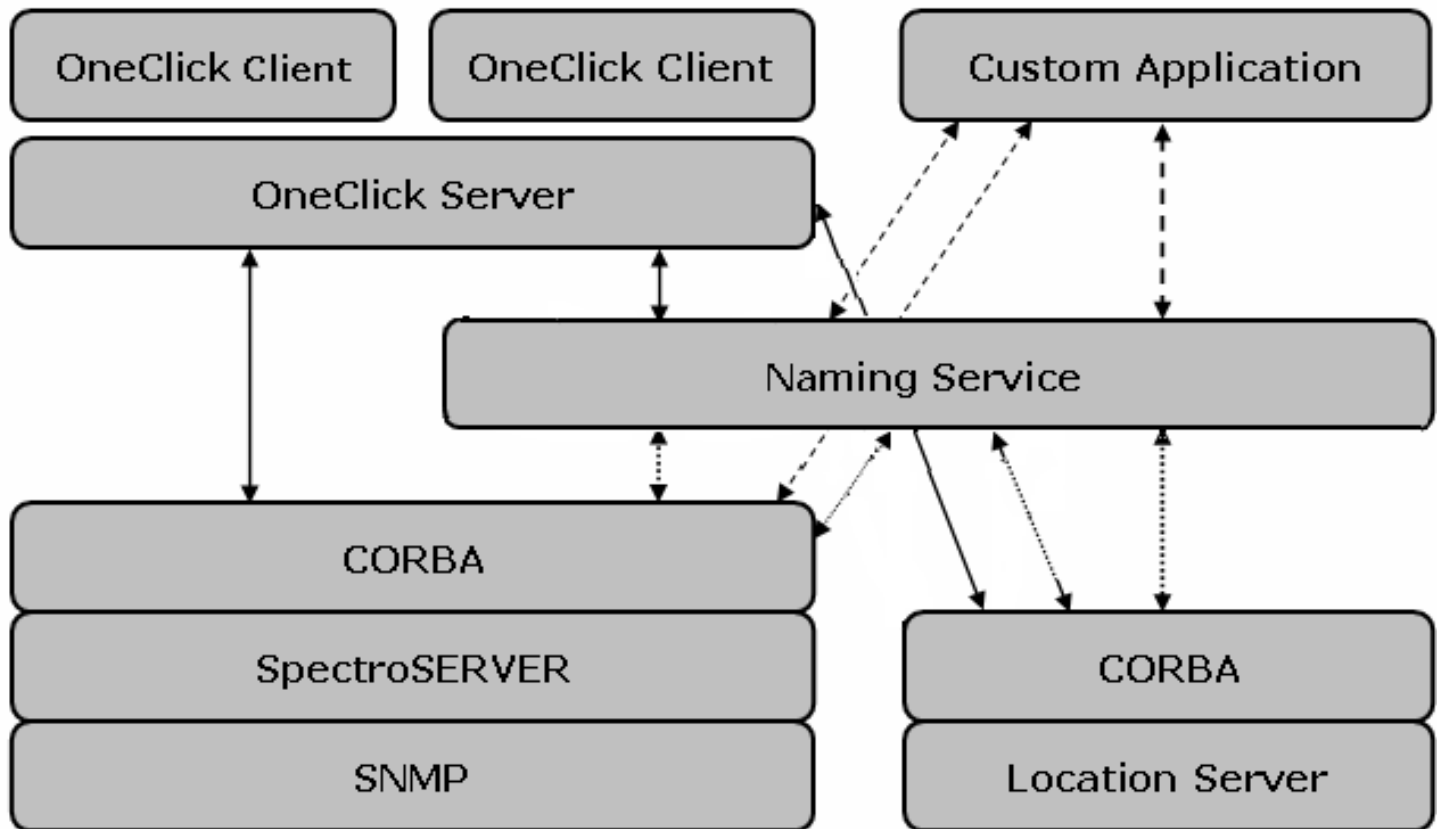 OneClick Client
OneClick Client
Custom Application
OneClick Server
Naming Service
CORBA
SpectroSERVER
CORBA
SNMP
Location Server